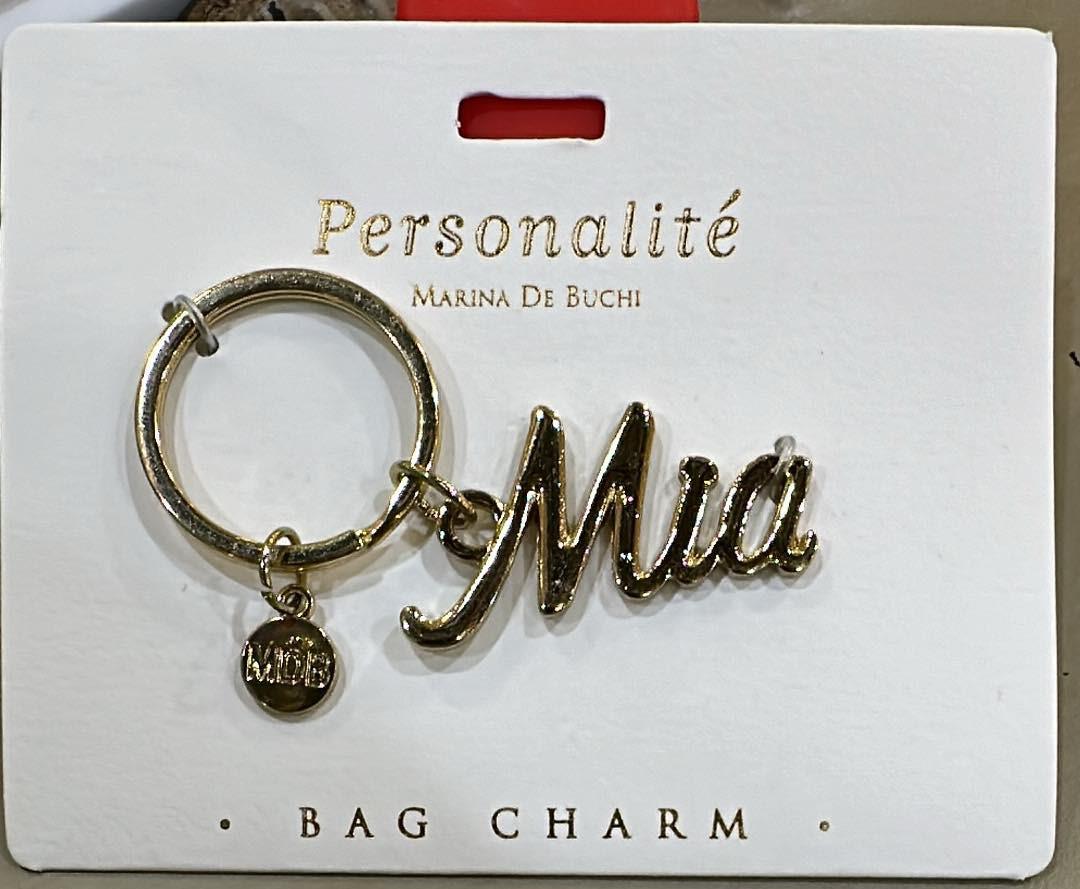 Personalité
MARINA DE BUCHI
Mia
MDB
· BAG CHARM ·